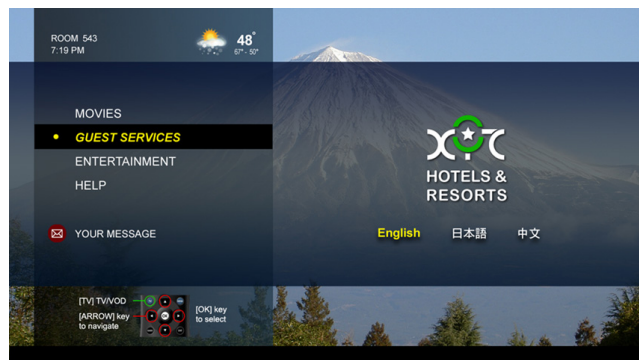 ROOM 543
7:19 PM
48°
67° - 50°
MOVIES
GUEST SERVICES
ENTERTAINMENT
HELP
YOUR MESSAGE
HOTELS &
RESORTS
English 日本語 中文
[TV] TV/VOD
[ARROW] key
to navigate
[OK] key
to select